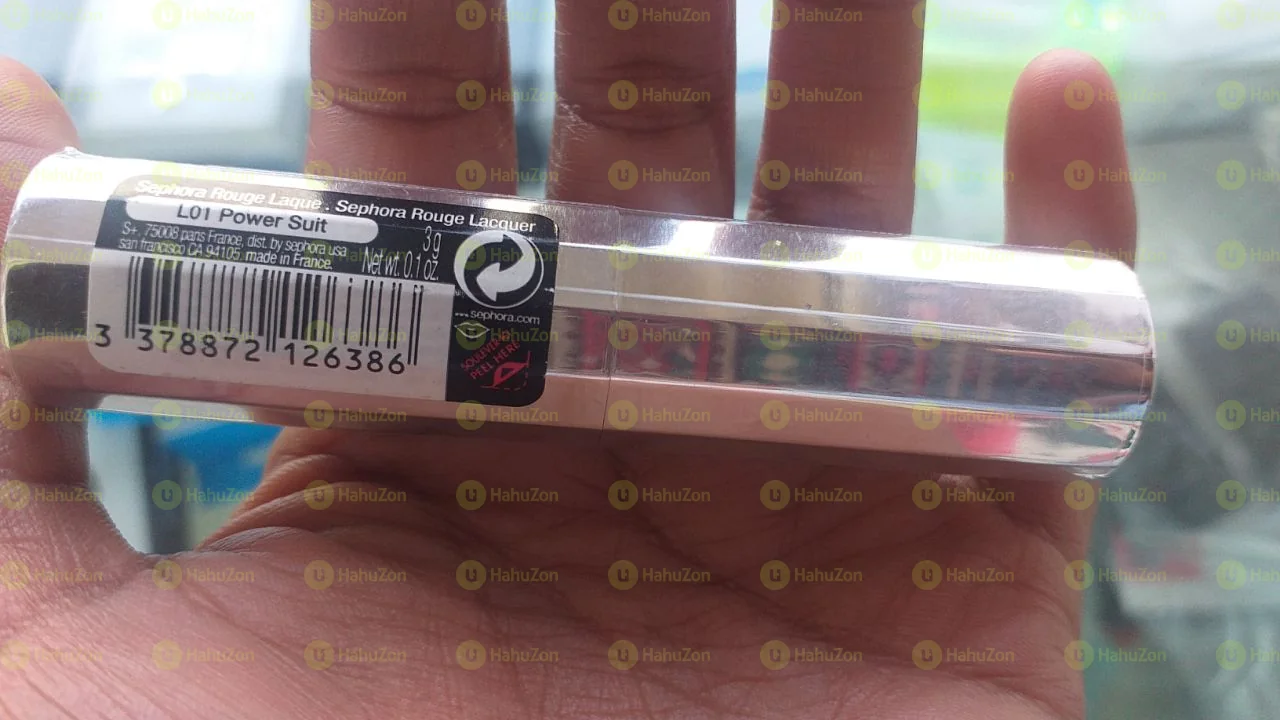 Sephora Rouge Laque . Sephora Rouge Lacquer
L01 Power Suit
S+. 75008 paris France, dist. by sephora usa
san francisco CA 94105. made in France.
3g
Net wt. 0.1 oz.
www.sephora.com
SOULEVER ICI
PEEL HERE
3 378872 126386
HahuZon